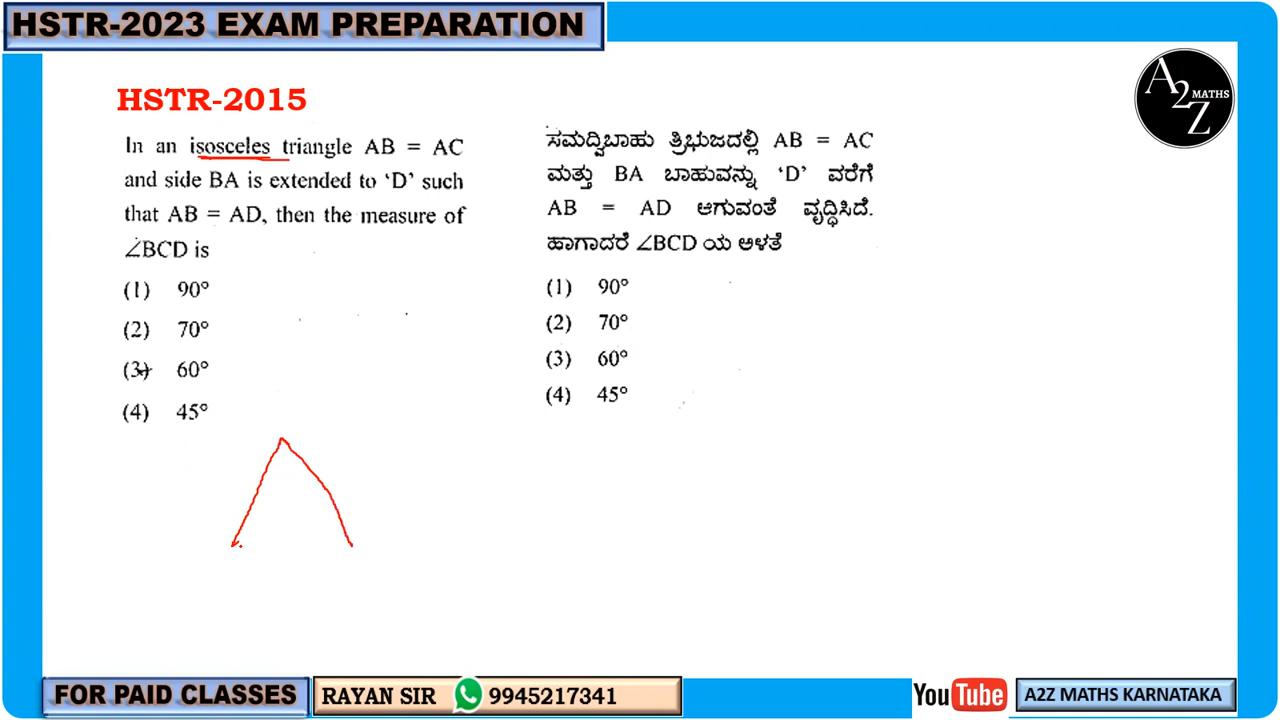 HSTR-2023 EXAM PREPARATION
A
2 MATHS
Z
HSTR-2015
In an isosceles triangle AB = AC
and side BA is extended to ‘D’ such
that AB = AD, then the measure of
∠BCD is
(1) 90°
(2) 70°
(3) 60°
(4) 45°
ಸಮದ್ವಿಬಾಹು ತ್ರಿಭುಜದಲ್ಲಿ AB = AC
ಮತ್ತು BA ಬಾಹುವನ್ನು ‘D’ ವರೆಗೆ
AB = AD ಆಗುವಂತೆ ವೃದ್ಧಿಸಿದೆ.
ಹಾಗಾದರೆ ∠BCD ಯ ಅಳತೆ
(1) 90°
(2) 70°
(3) 60°
(4) 45°
FOR PAID CLASSES
RAYAN SIR 9945217341
YouTube
A2Z MATHS KARNATAKA